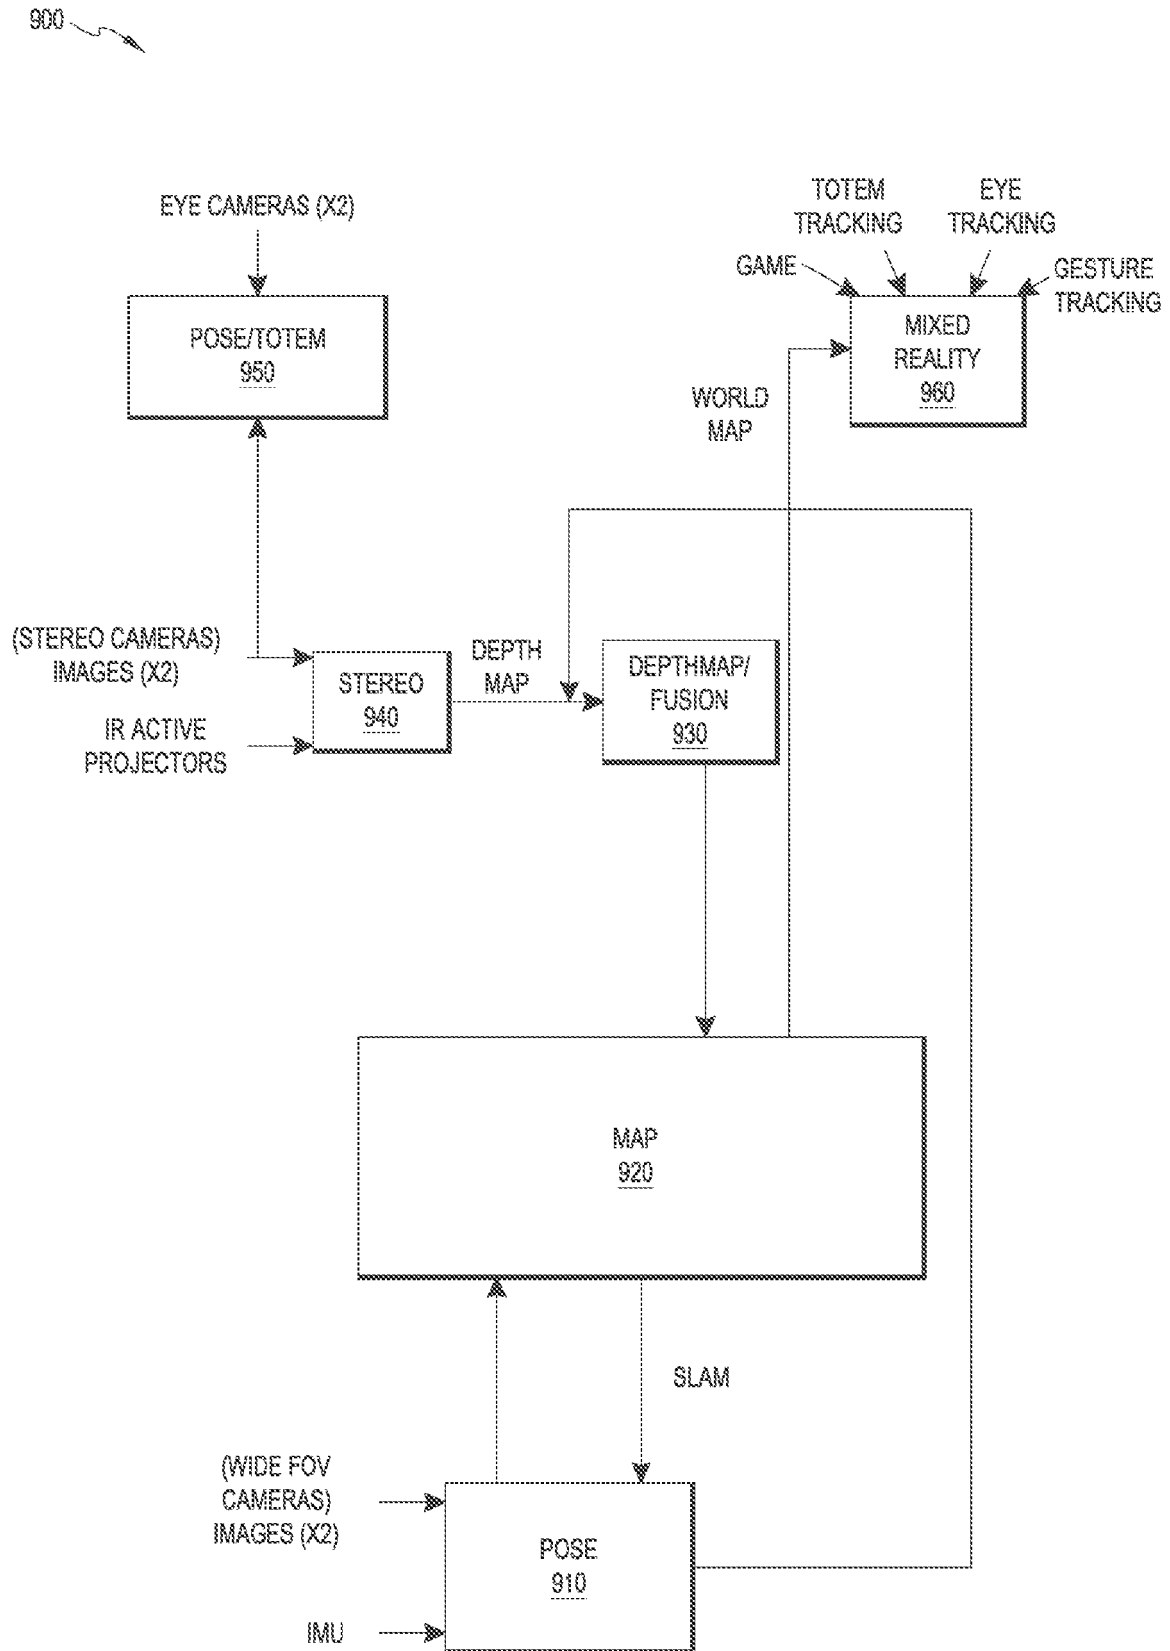 900
EYE CAMERAS (X2)
TOTEM
TRACKING
EYE
TRACKING
GAME
GESTURE
TRACKING
POSE/TOTEM
950
MIXED
REALITY
960
WORLD
MAP
(STEREO CAMERAS)
IMAGES (X2)
STEREO
940
DEPTH
MAP
DEPTHMAP/
FUSION
930
IR ACTIVE
PROJECTORS
MAP
920
SLAM
(WIDE FOV
CAMERAS)
IMAGES (X2)
POSE
910
IMU